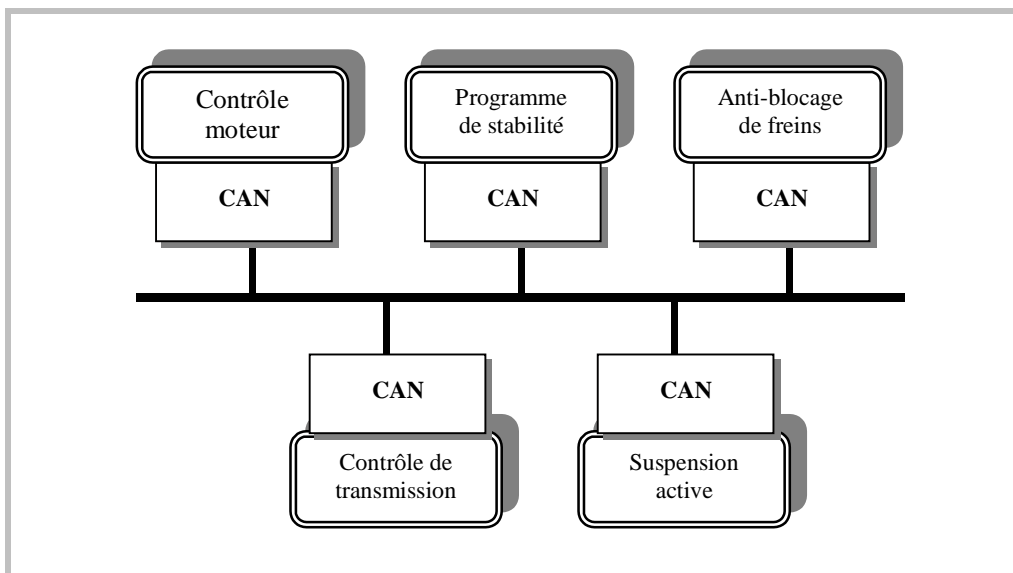 Contrôle
moteur
Programme
de stabilité
Anti-blocage
de freins
CAN
CAN
CAN
CAN
CAN
Contrôle de
transmission
Suspension
active